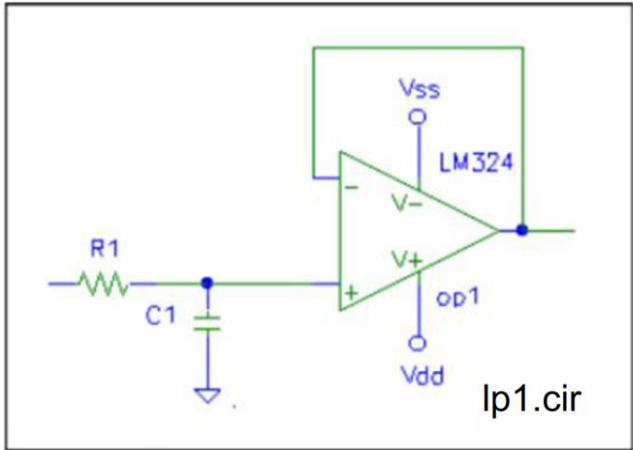 Vss
LM324
-
V-
R1
V+
+
op1
C1
Vdd
lp1.cir